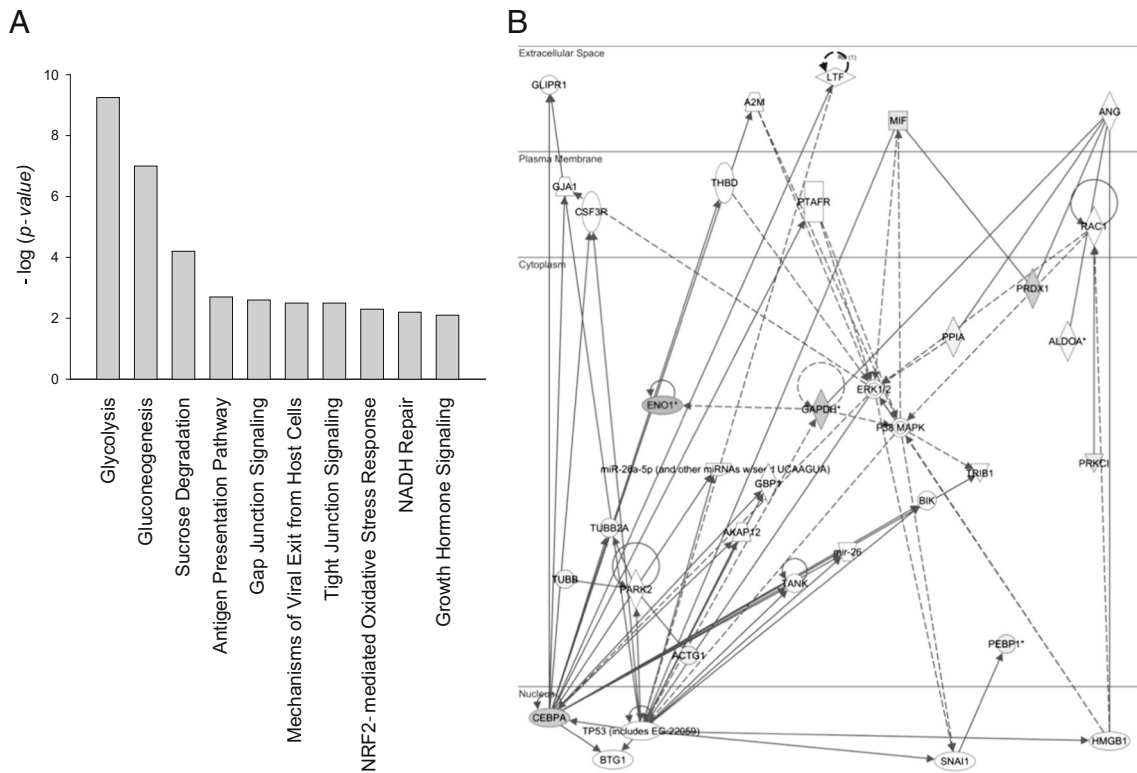 A
B
- log (p-value)
10
8
6
4
2
0
Glycolysis
Gluconeogenesis
Sucrose Degradation
Antigen Presentation Pathway
Gap Junction Signaling
Mechanisms of Viral Exit from Host Cells
Tight Junction Signaling
NRF2- mediated Oxidative Stress Response
NADH Repair
Growth Hormone Signaling
Extracellular Space
GLIPR1
LTF
A2M
MIF
ANG
Plasma Membrane
GJA1
CSF3R
THBD
PTAFR
RAC1
Cytoplasm
PRDX1
PPIA
ALDOA*
ERK1/2
ENO1*
GAPDH*
P38 MAPK
miR-26a-5p (and other miRNAs w/seed UCAAGUA)
GBP1
TRIB1
PRKCI
BIK
TUBB2A
AKAP12
mir-26
TUBB
PARK2
TANK
ACTG1
PEBP1*
Nucleus
CEBPA
TP53 (includes EG:22059)
BTG1
SNAI1
HMGB1